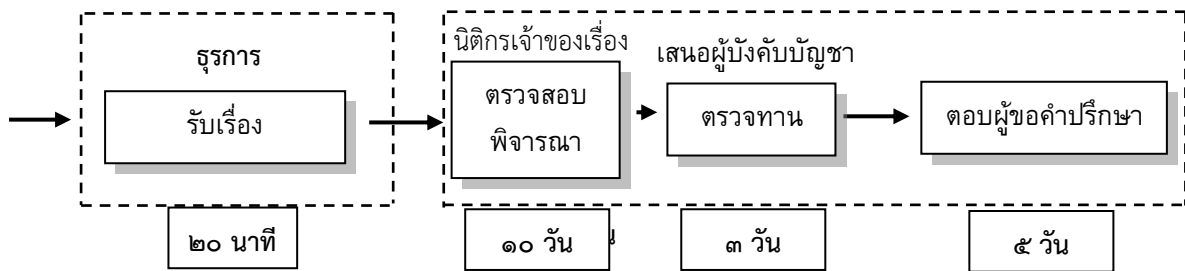 ธุรการ
รับเรื่อง
นิติกรเจ้าของเรื่อง
ตรวจสอบ
พิจารณา
เสนอผู้บังคับบัญชา
ตรวจทาน
ตอบผู้ขอคำปรึกษา
๒๐ นาที
๑๐ วัน
๓ วัน
๕ วัน